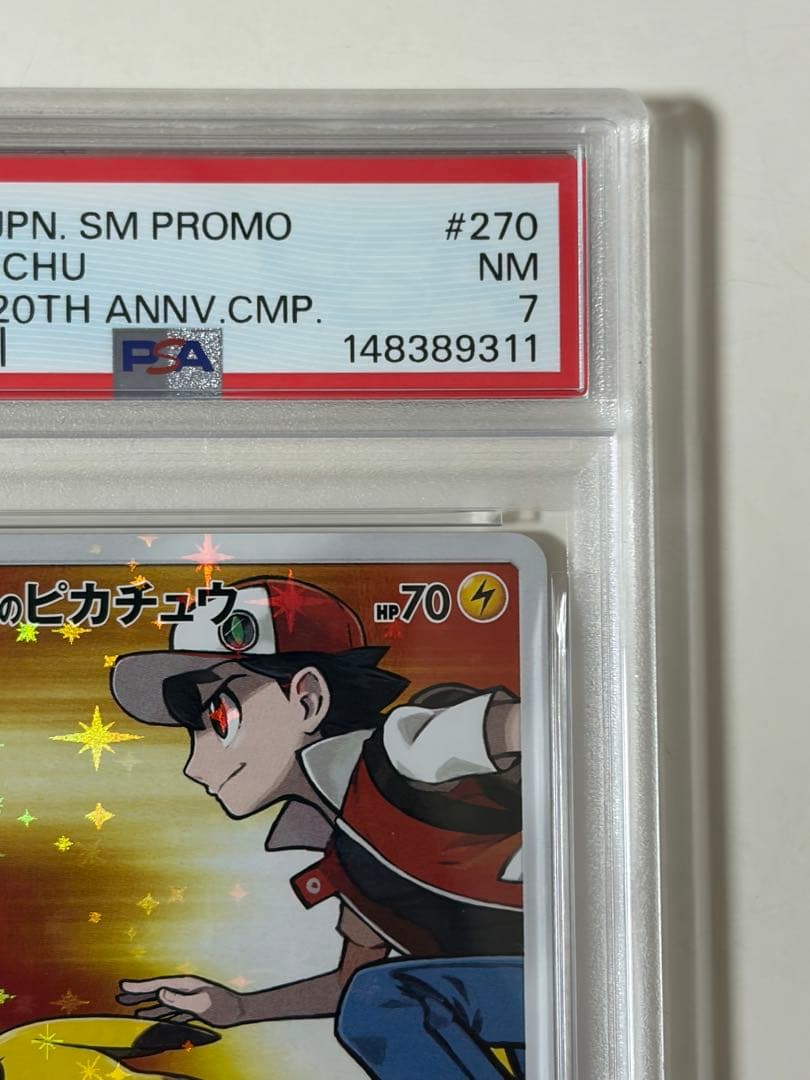 JPN. SM PROMO #270
CHU NM
20TH ANNV.CMP. 7
PSA 148389311
のピカチュウ HP70